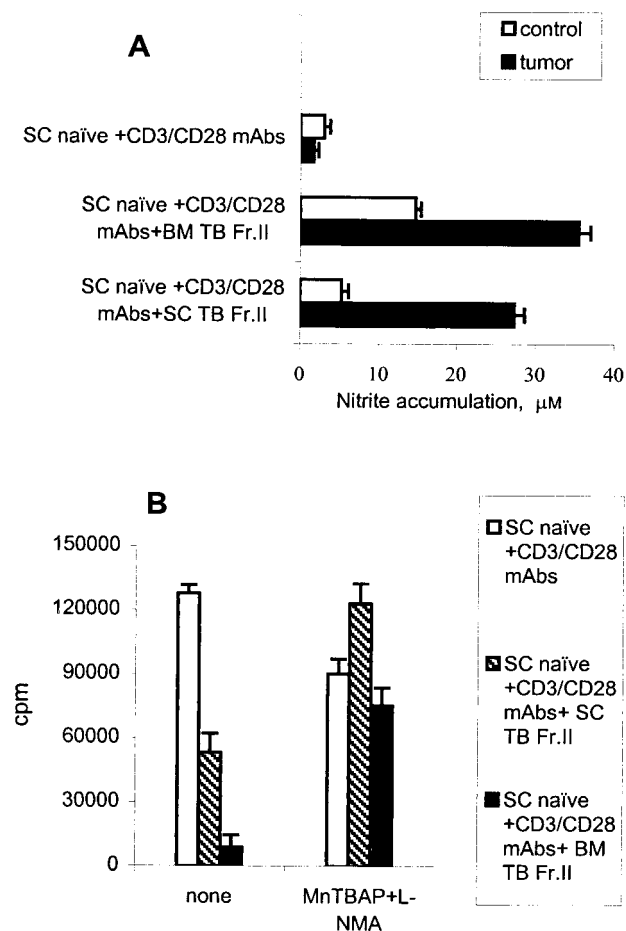 A
control
tumor
SC naïve +CD3/CD28 mAbs
SC naïve +CD3/CD28
mAbs+BM TB Fr.II
SC naïve +CD3/CD28
mAbs+SC TB Fr.II
0 10 20 30 40
Nitrite accumulation, μM
B
150000
120000
90000
60000
30000
0
cpm
none
MnTBAP+L-
NMA
SC naïve
+CD3/CD28
mAbs
SC naïve
+CD3/CD28
mAbs+ SC
TB Fr.II
SC naïve
+CD3/CD28
mAbs+ BM
TB Fr.II